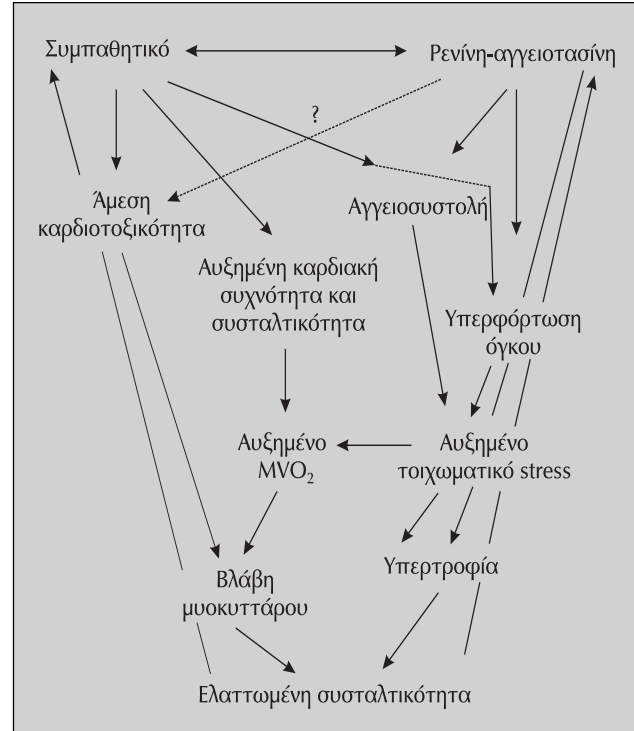 Συμπαθητικό
Ρενίνη-αγγειοτασίνη
?
Άμεση
καρδιοτοξικότητα
Αγγειοσυστολή
Αυξημένη καρδιακή
συχνότητα και
συσταλτικότητα
Υπερφόρτωση
όγκου
Αυξημένο
MVO₂
Αυξημένο
τοιχωματικό stress
Βλάβη
μυοκυττάρου
Υπερτροφία
Ελαττωμένη συσταλτικότητα